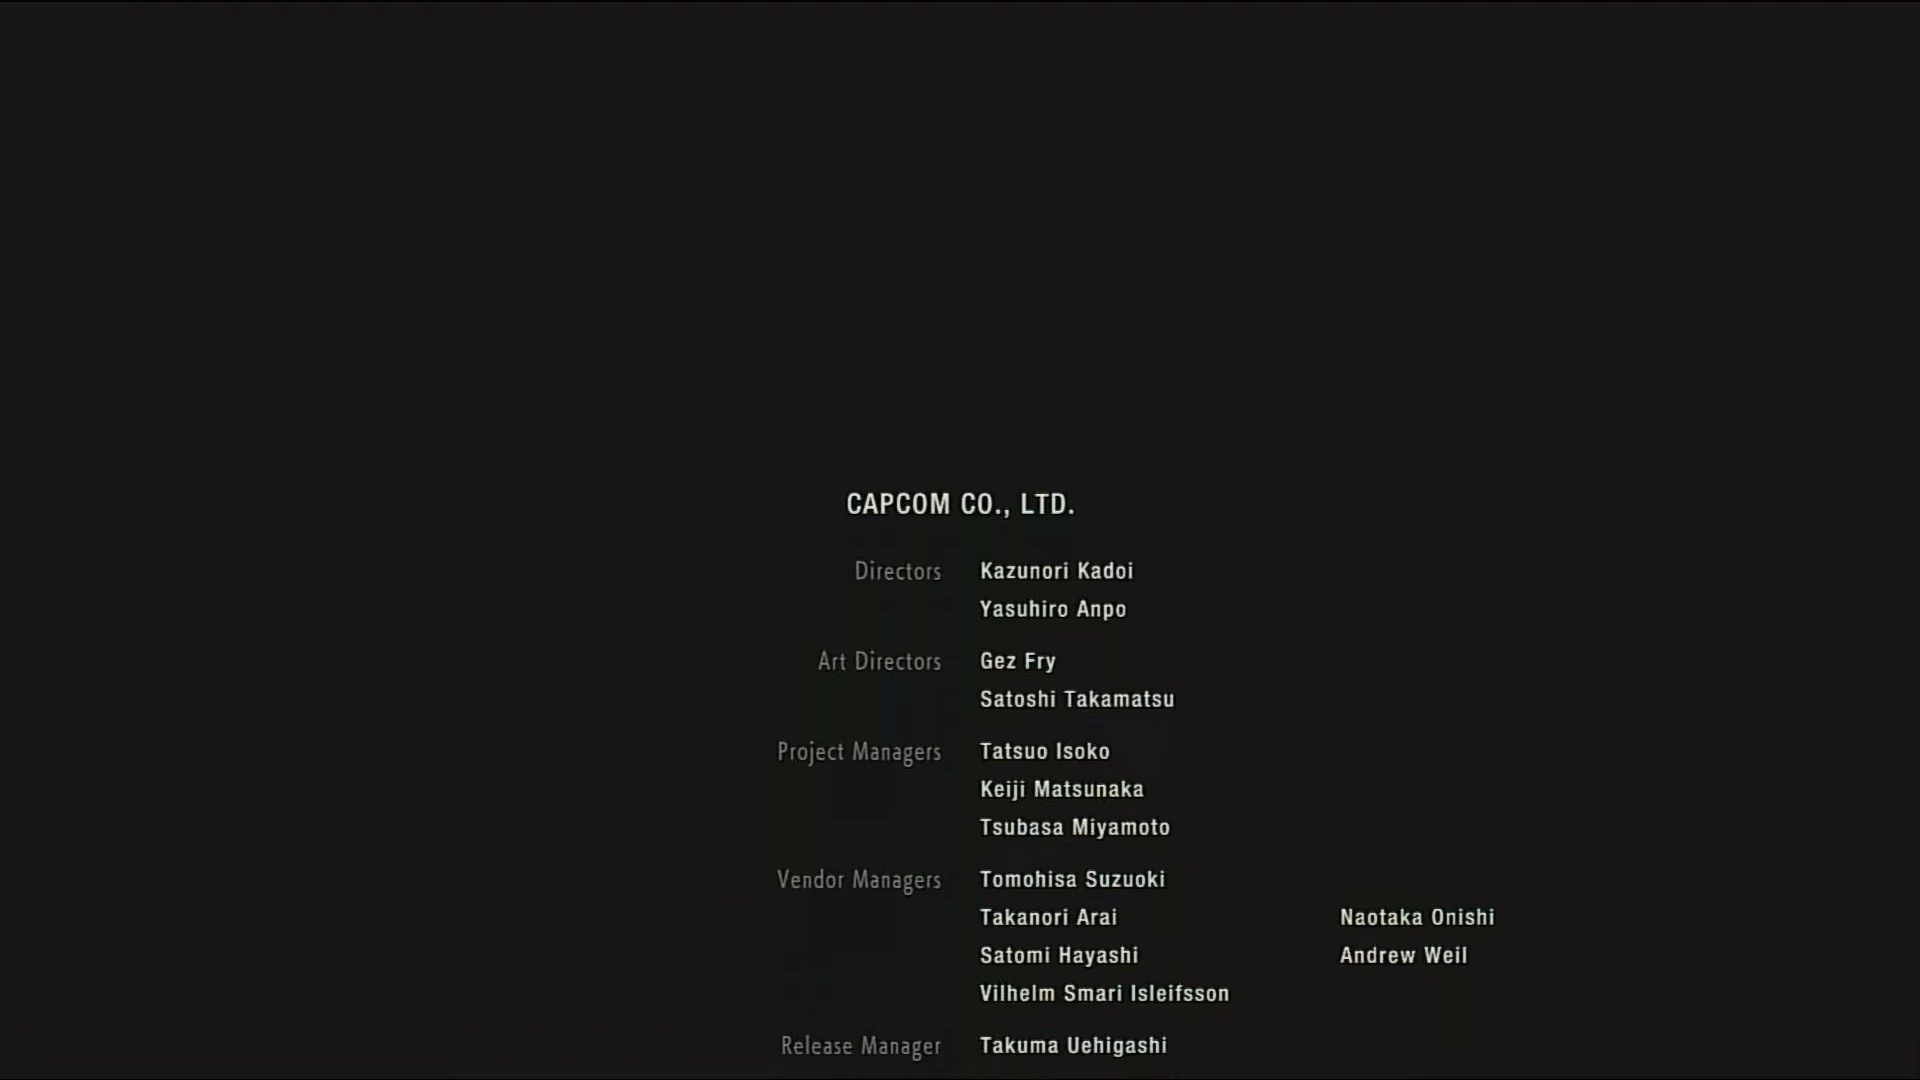 CAPCOM CO., LTD.
Directors Kazunori Kadoi
Yasuhiro Anpo
Art Directors Gez Fry
Satoshi Takamatsu
Project Managers Tatsuo Isoko
Keiji Matsunaka
Tsubasa Miyamoto
Vendor Managers Tomohisa Suzuoki
Takanori Arai Naotaka Onishi
Satomi Hayashi Andrew Weil
Vilhelm Smari Isleifsson
Release Manager Takuma Uehigashi